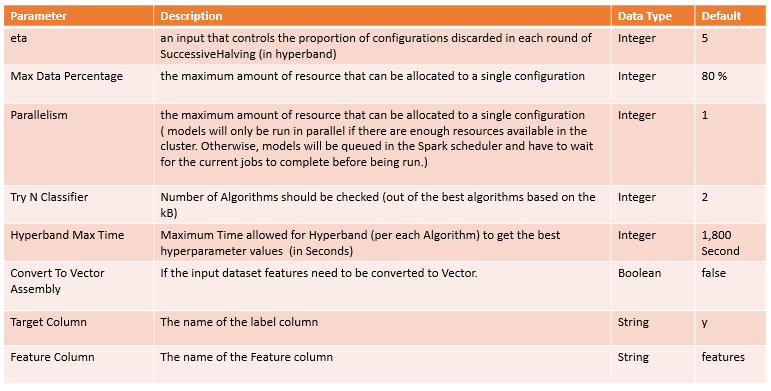 Parameter Description Data Type Default
eta an input that controls the proportion of configurations discarded in each round of Integer 5
SuccessiveHalving (in hyperband)
Max Data Percentage the maximum amount of resource that can be allocated to a single configuration Integer 80 %
Parallelism the maximum amount of resource that can be allocated to a single configuration Integer 1
( models will only be run in parallel if there are enough resources available in the
cluster. Otherwise, models will be queued in the Spark scheduler and have to wait
for the current jobs to complete before being run.)
Try N Classifier Number of Algorithms should be checked (out of the best algorithms based on the Integer 2
kB)
Hyperband Max Time Maximum Time allowed for Hyperband (per each Algorithm) to get the best Integer 1,800
hyperparameter values (in Seconds) Second
Convert To Vector If the input dataset features need to be converted to Vector. Boolean false
Assembly
Target Column The name of the label column String y
Feature Column The name of the Feature column String features